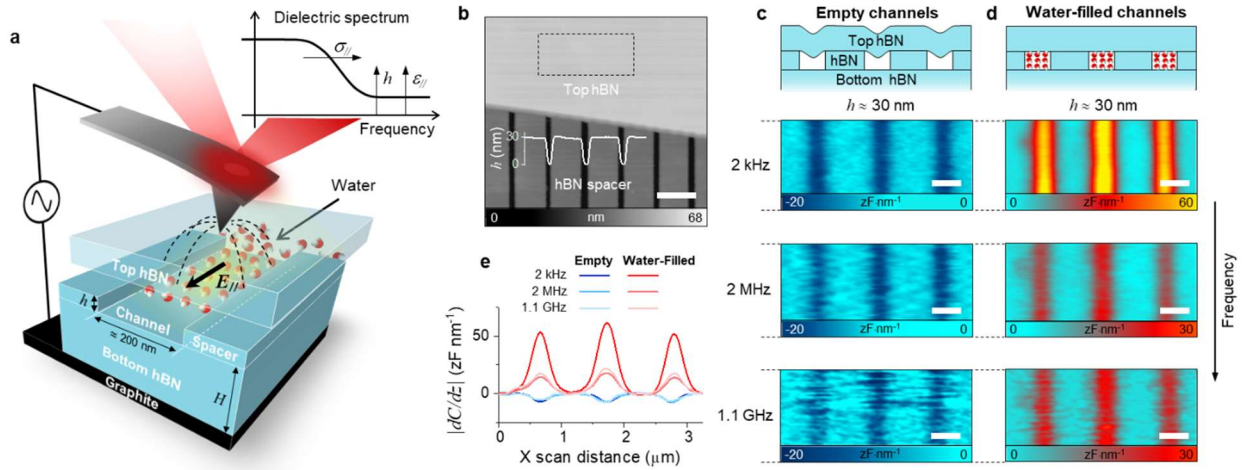 a
Dielectric spectrum
σ//
h
ε//
Frequency
Water
Top hBN
E//
h
Channel
≈ 200 nm
Spacer
Bottom hBN
H
Graphite
b
Top hBN
h (nm)
30
0
hBN spacer
0 nm 68
c Empty channels
Top hBN
hBN
Bottom hBN
h ≈ 30 nm
2 kHz
-20 zF·nm⁻¹ 0
2 MHz
-20 zF·nm⁻¹ 0
1.1 GHz
-20 zF·nm⁻¹ 0
d Water-filled channels
h ≈ 30 nm
0 zF·nm⁻¹ 60
0 zF·nm⁻¹ 30
0 zF·nm⁻¹ 30
Frequency
e
Empty Water-Filled
2 kHz
2 MHz
1.1 GHz
|dC/dz| (zF nm⁻¹)
50
0
0 1 2 3
X scan distance (μm)